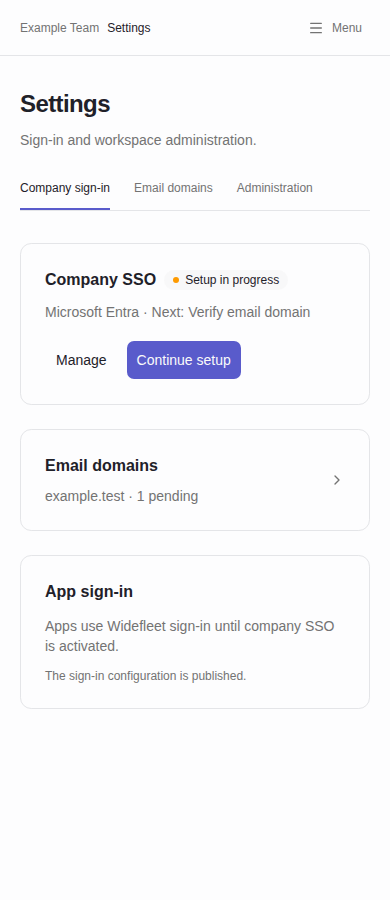 Example Team Settings Menu
Settings
Sign-in and workspace administration.
Company sign-in Email domains Administration
Company SSO Setup in progress
Microsoft Entra · Next: Verify email domain
Manage Continue setup
Email domains
example.test · 1 pending
App sign-in
Apps use Widefleet sign-in until company SSO
is activated.
The sign-in configuration is published.